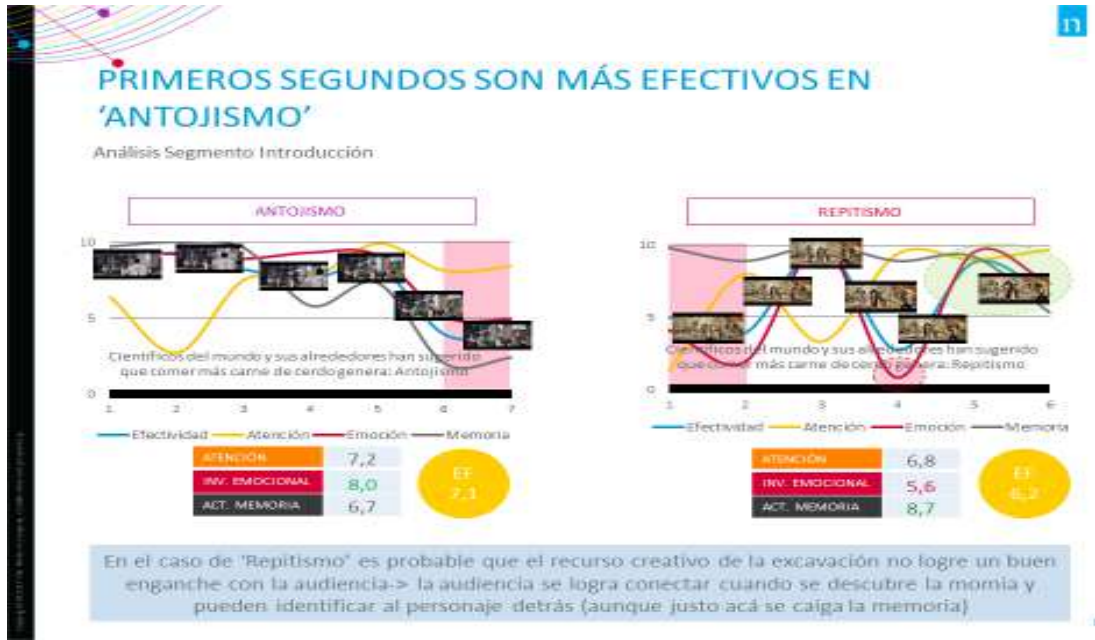 n
PRIMEROS SEGUNDOS SON MÁS EFECTIVOS EN
‘ANTOJISMO’
Análisis Segmento Introducción
ANTOJISMO
10
5
0
Científicos del mundo y sus alrededores han sugerido
que comer más carne de cerdo genera: Antojismo
1 2 3 4 5 6 7
Efectividad Atención Emoción Memoria
ATENCIÓN 7,2
INV. EMOCIONAL 8,0
ACT. MEMORIA 6,7
EF
7,1
REPITISMO
10
5
0
Científicos del mundo y sus alrededores han sugerido
que comer más carne de cerdo genera: Repitismo
1 2 3 4 5 6
Efectividad Atención Emoción Memoria
ATENCIÓN 6,8
INV. EMOCIONAL 5,6
ACT. MEMORIA 8,7
EF
6,2
En el caso de ‘Repitismo’ es probable que el recurso creativo de la excavación no logre un buen
enganche con la audiencia-> la audiencia se logra conectar cuando se descubre la momia y
pueden identificar al personaje detrás (aunque justo acá se caiga la memoria)